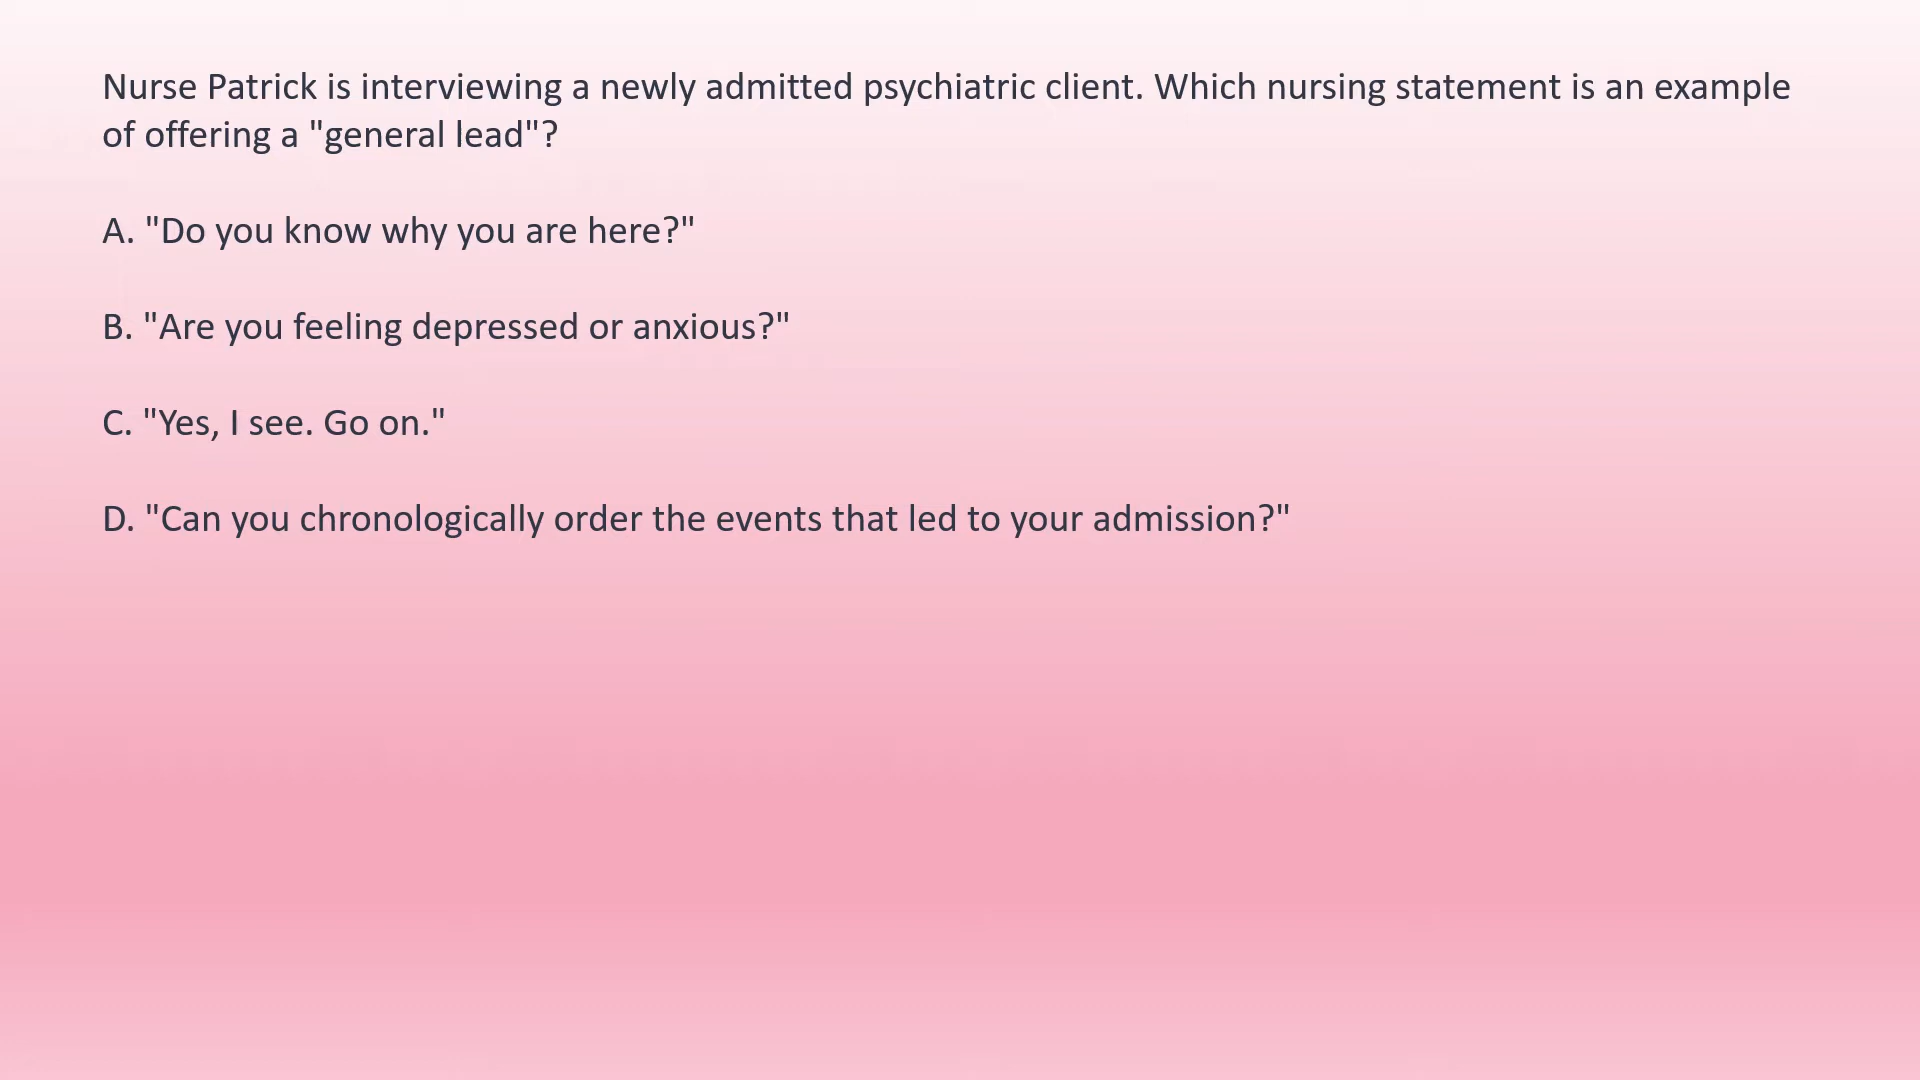 Nurse Patrick is interviewing a newly admitted psychiatric client. Which nursing statement is an example
of offering a "general lead"?
A. "Do you know why you are here?"
B. "Are you feeling depressed or anxious?"
C. "Yes, I see. Go on."
D. "Can you chronologically order the events that led to your admission?"